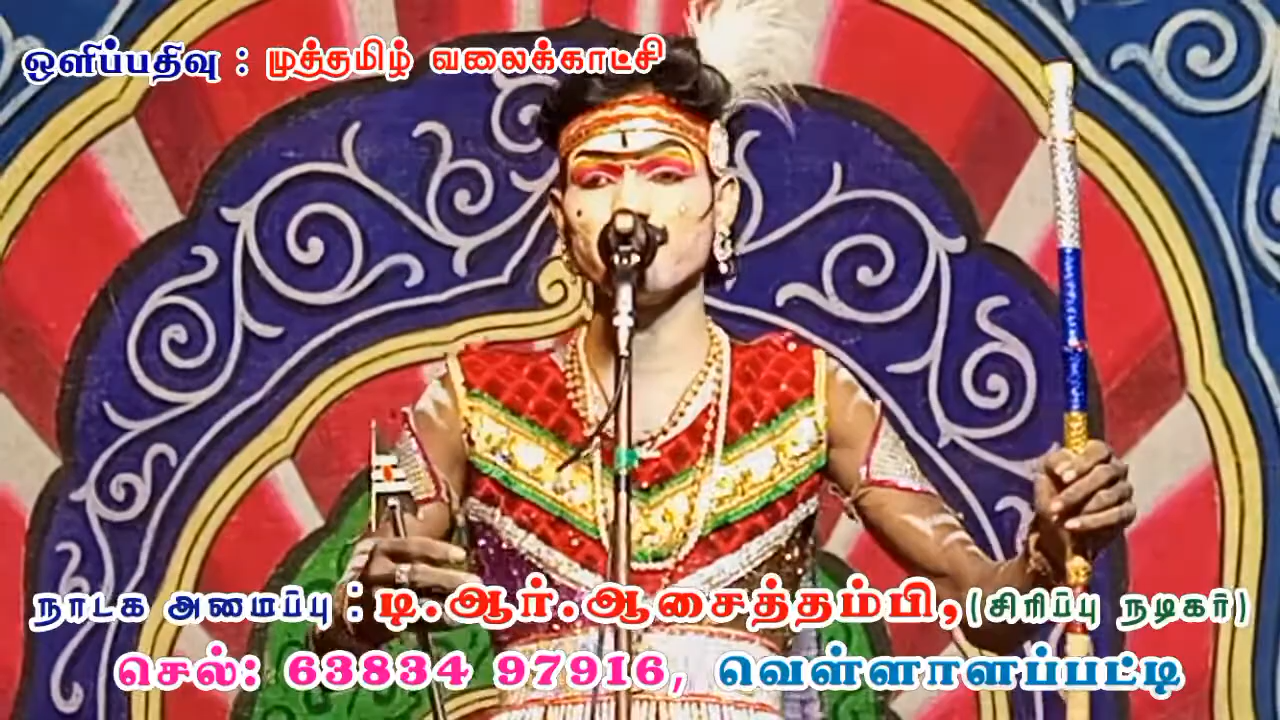 ஒளிப்பதிவு : முத்தமிழ் வலைக்காட்சி
நாடக அமைப்பு : டி.ஆர்.ஆசைத்தம்பி, (சிரிப்பு நடிகர்)
செல்: 63834 97916, வெள்ளாளப்பட்டி